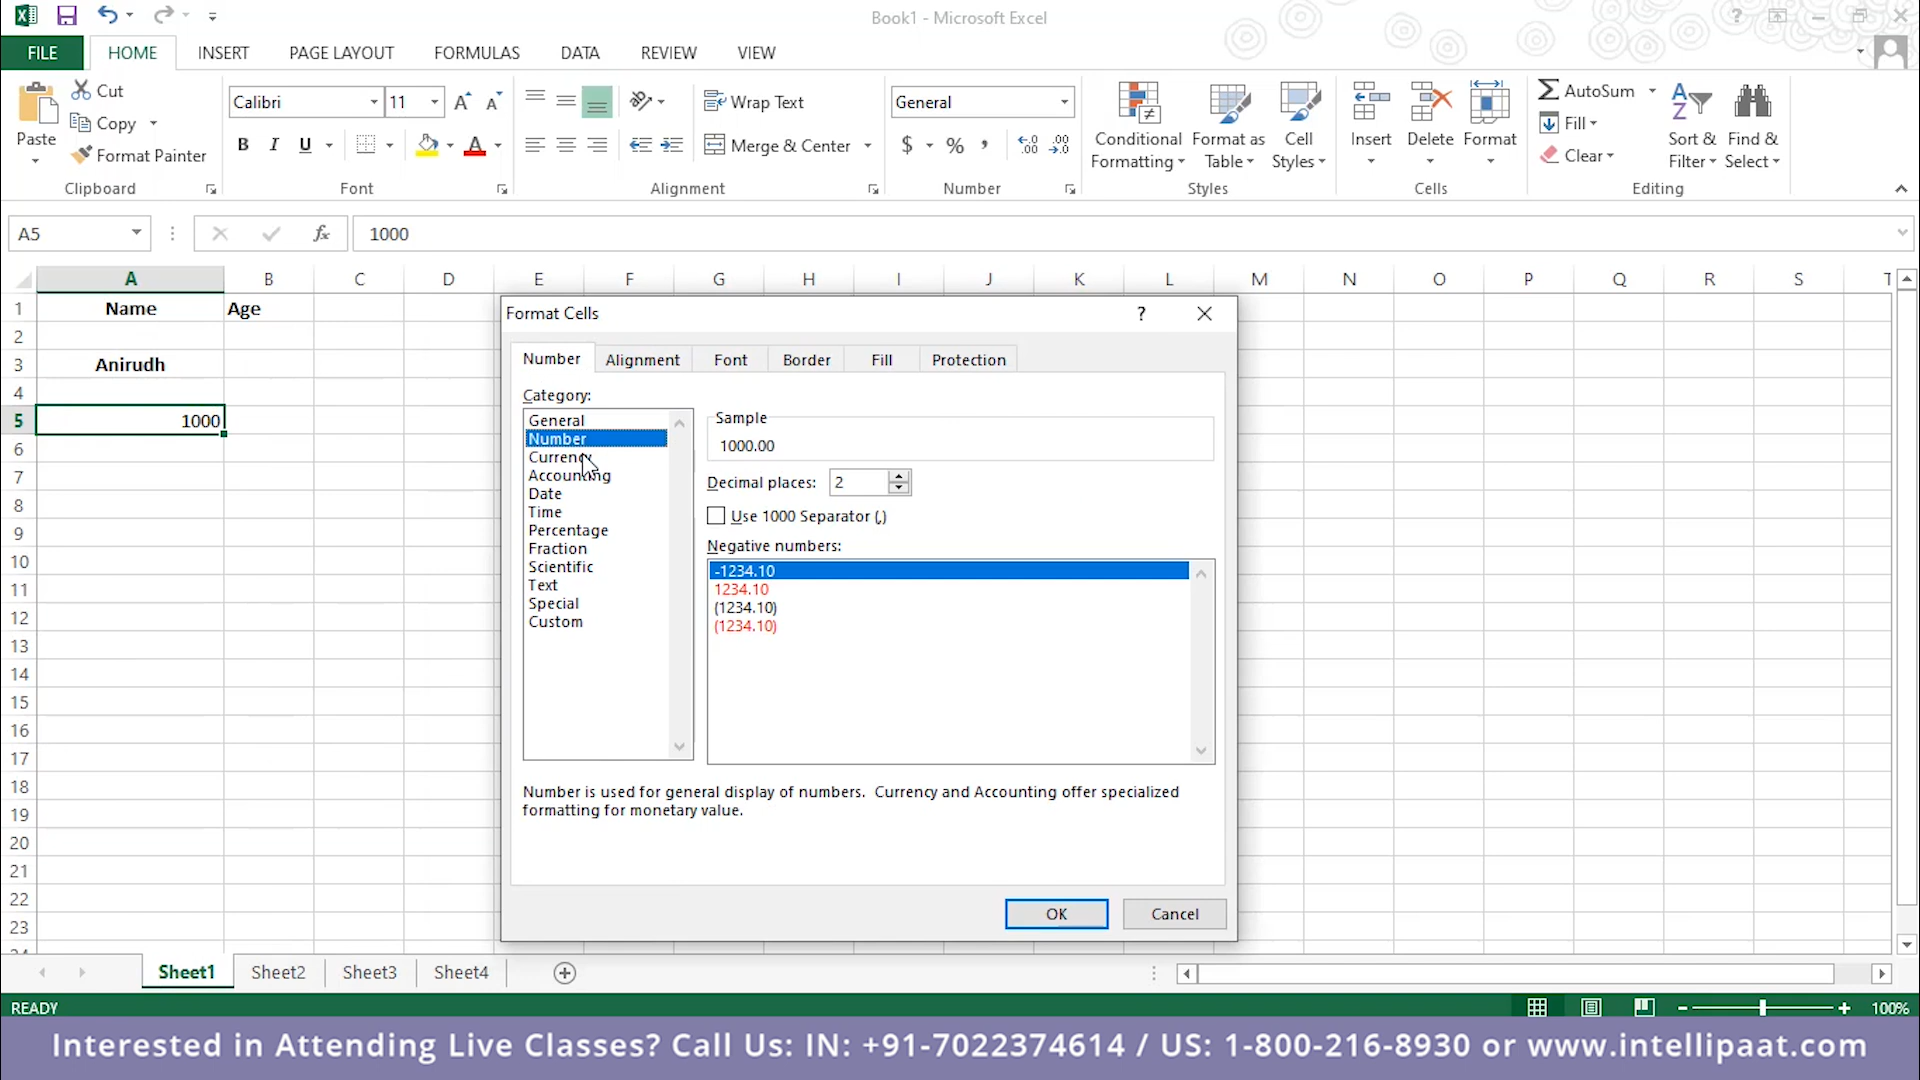 Book1 - Microsoft Excel
?
FILE HOME INSERT PAGE LAYOUT FORMULAS DATA REVIEW VIEW
Paste
Cut
Copy
Format Painter
Clipboard
Calibri 11
B I U A
Font
Wrap Text
Merge & Center
Alignment
General
$ % ,
Number
Conditional
Formatting
Format as
Table
Cell
Styles
Styles
Insert
Delete
Format
Cells
AutoSum
Fill
Clear
Sort &
Filter
Find &
Select
Editing
A5
fx
1000
A B C D E F G H I J K L M N O P Q R S T
1 Name Age
2
3 Anirudh
4
5 1000
6
7
8
9
10
11
12
13
14
15
16
17
18
19
20
21
22
23
24
Format Cells
?
Number Alignment Font Border Fill Protection
Category:
General
Number
Currency
Accounting
Date
Time
Percentage
Fraction
Scientific
Text
Special
Custom
Sample
1000.00
Decimal places: 2
Use 1000 Separator (,)
Negative numbers:
-1234.10
1234.10
(1234.10)
(1234.10)
Number is used for general display of numbers. Currency and Accounting offer specialized
formatting for monetary value.
OK Cancel
Sheet1 Sheet2 Sheet3 Sheet4
READY
100%
Interested in Attending Live Classes? Call Us: IN: +91-7022374614 / US: 1-800-216-8930 or www.intellipaat.com